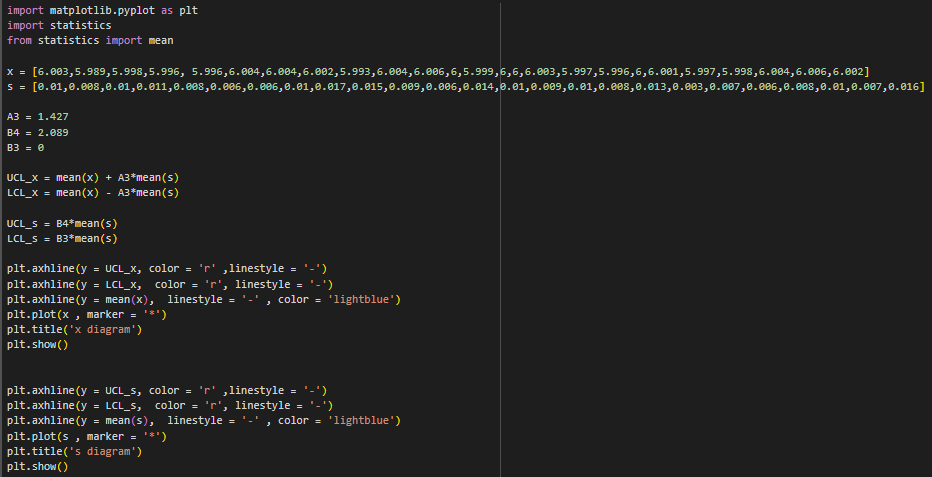 import matplotlib.pyplot as plt
import statistics
from statistics import mean
x = [6.003,5.989,5.998,5.996, 5.996,6.004,6.004,6.002,5.993,6.004,6.006,6,5.999,6,6,6.003,5.997,5.996,6,6.001,5.997,5.998,6.004,6.006,6.002]
s = [0.01,0.008,0.01,0.011,0.008,0.006,0.006,0.01,0.017,0.015,0.009,0.006,0.014,0.01,0.009,0.01,0.008,0.013,0.003,0.007,0.006,0.008,0.01,0.007,0.016]
A3 = 1.427
B4 = 2.089
B3 = 0
UCL_x = mean(x) + A3*mean(s)
LCL_x = mean(x) - A3*mean(s)
UCL_s = B4*mean(s)
LCL_s = B3*mean(s)
plt.axhline(y = UCL_x, color = 'r' ,linestyle = '-')
plt.axhline(y = LCL_x,  color = 'r', linestyle = '-')
plt.axhline(y = mean(x),  linestyle = '-' , color = 'lightblue')
plt.plot(x , marker = '*')
plt.title('x diagram')
plt.show()
plt.axhline(y = UCL_s, color = 'r' ,linestyle = '-')
plt.axhline(y = LCL_s,  color = 'r', linestyle = '-')
plt.axhline(y = mean(s),  linestyle = '-' , color = 'lightblue')
plt.plot(s , marker = '*')
plt.title('s diagram')
plt.show()